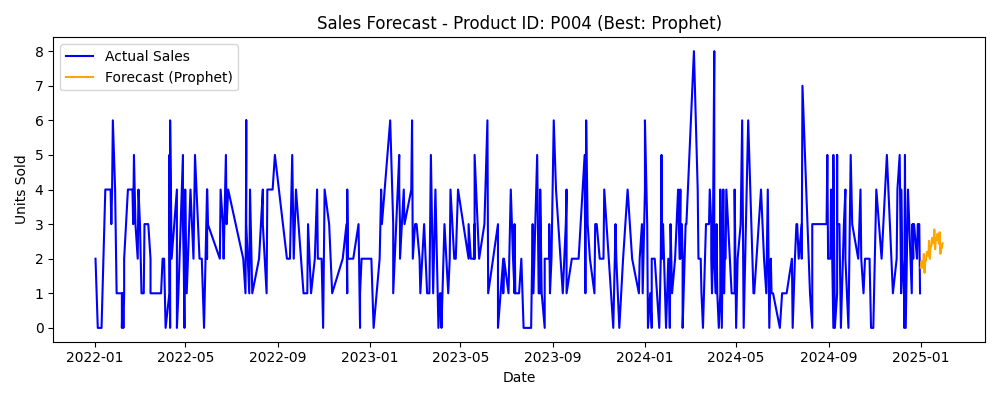 Sales Forecast - Product ID: P004 (Best: Prophet)
Actual Sales
Forecast (Prophet)
Units Sold
8
7
6
5
4
3
2
1
0
2022-01 2022-05 2022-09 2023-01 2023-05 2023-09 2024-01 2024-05 2024-09 2025-01
Date